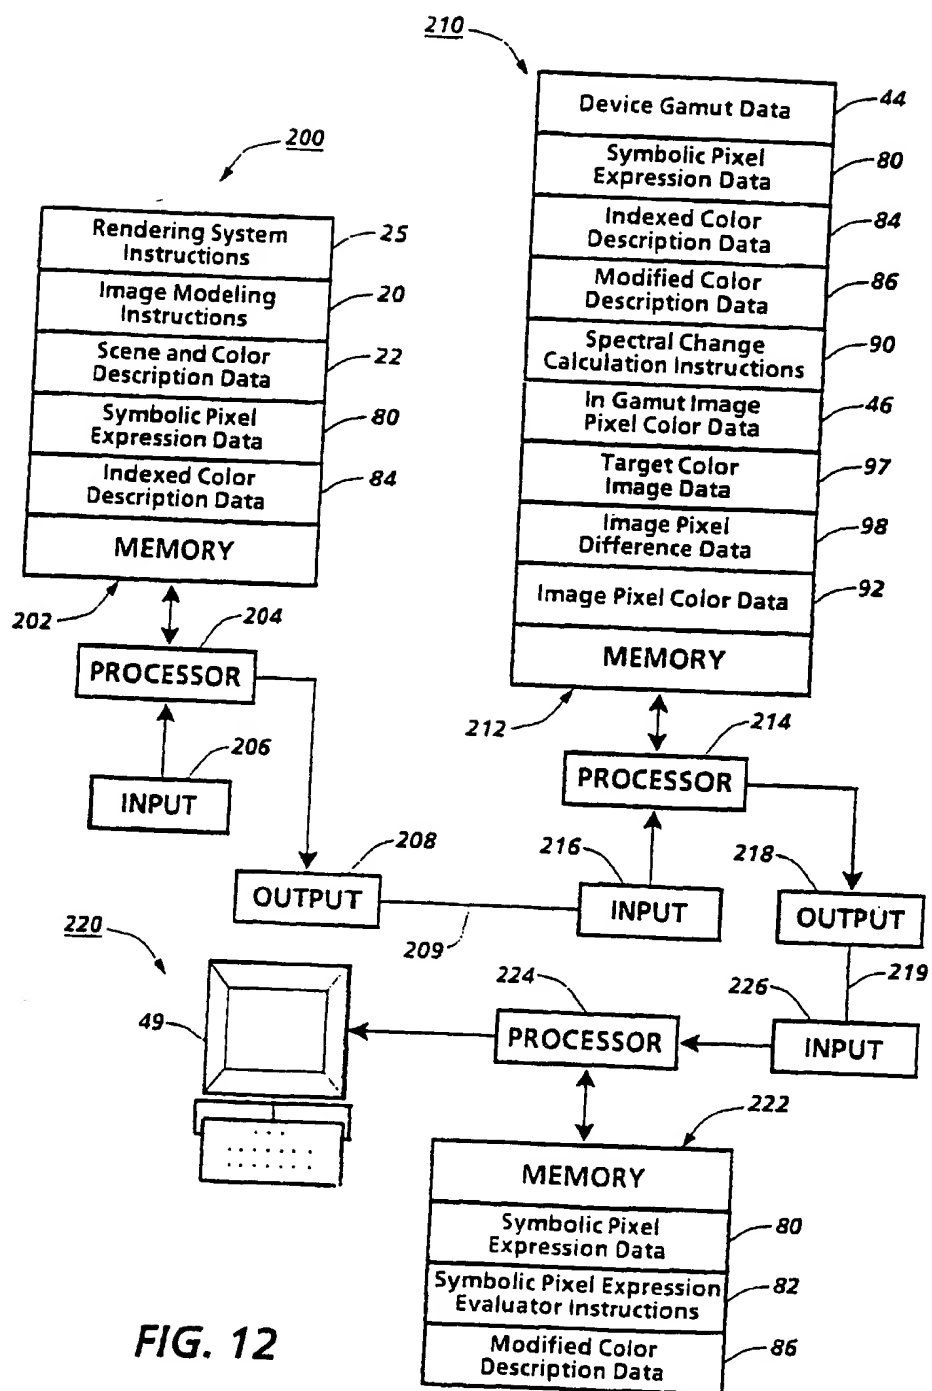 210
Device Gamut Data 44
Symbolic Pixel
Expression Data 80
Indexed Color
Description Data 84
Modified Color
Description Data 86
Spectral Change
Calculation Instructions 90
In Gamut Image
Pixel Color Data 46
Target Color
Image Data 97
Image Pixel
Difference Data 98
Image Pixel Color Data 92
MEMORY
212
200
Rendering System
Instructions 25
Image Modeling
Instructions 20
Scene and Color
Description Data 22
Symbolic Pixel
Expression Data 80
Indexed Color
Description Data 84
MEMORY
202
204
PROCESSOR
206
INPUT
208
OUTPUT
209
214
PROCESSOR
216
INPUT
218
OUTPUT
219
220
49
224
PROCESSOR
226
INPUT
222
MEMORY
Symbolic Pixel
Expression Data 80
Symbolic Pixel Expression
Evaluator Instructions 82
Modified Color
Description Data 86
FIG. 12